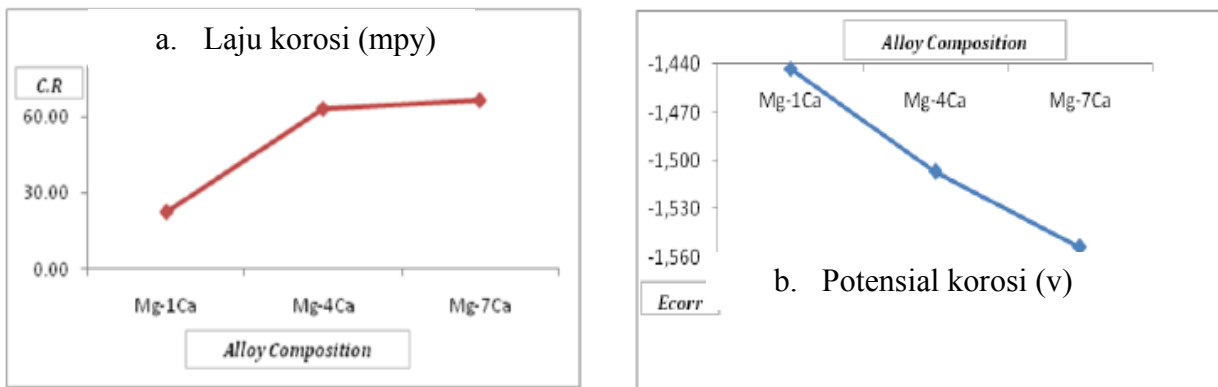 a. Laju korosi (mpy)
C.R
60.00
30.00
0.00
Mg-1Ca Mg-4Ca Mg-7Ca
Alloy Composition
Alloy Composition
-1,440
Mg-1Ca Mg-4Ca Mg-7Ca
-1,470
-1,500
-1,530
-1,560
b. Potensial korosi (v)
Ecorr